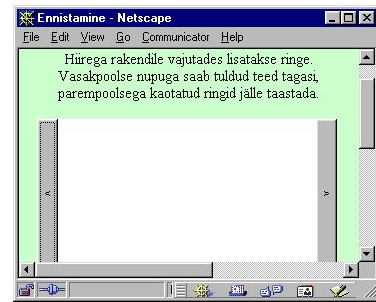 Ennistamine - Netscape
File Edit View Go Communicator Help
Hiirega rakendile vajutades lisatakse ringe.
Vasakpoolse nupuga saab tuldud teed tagasi,
parempoolsega kaotatud ringid jälle taastada.
< >